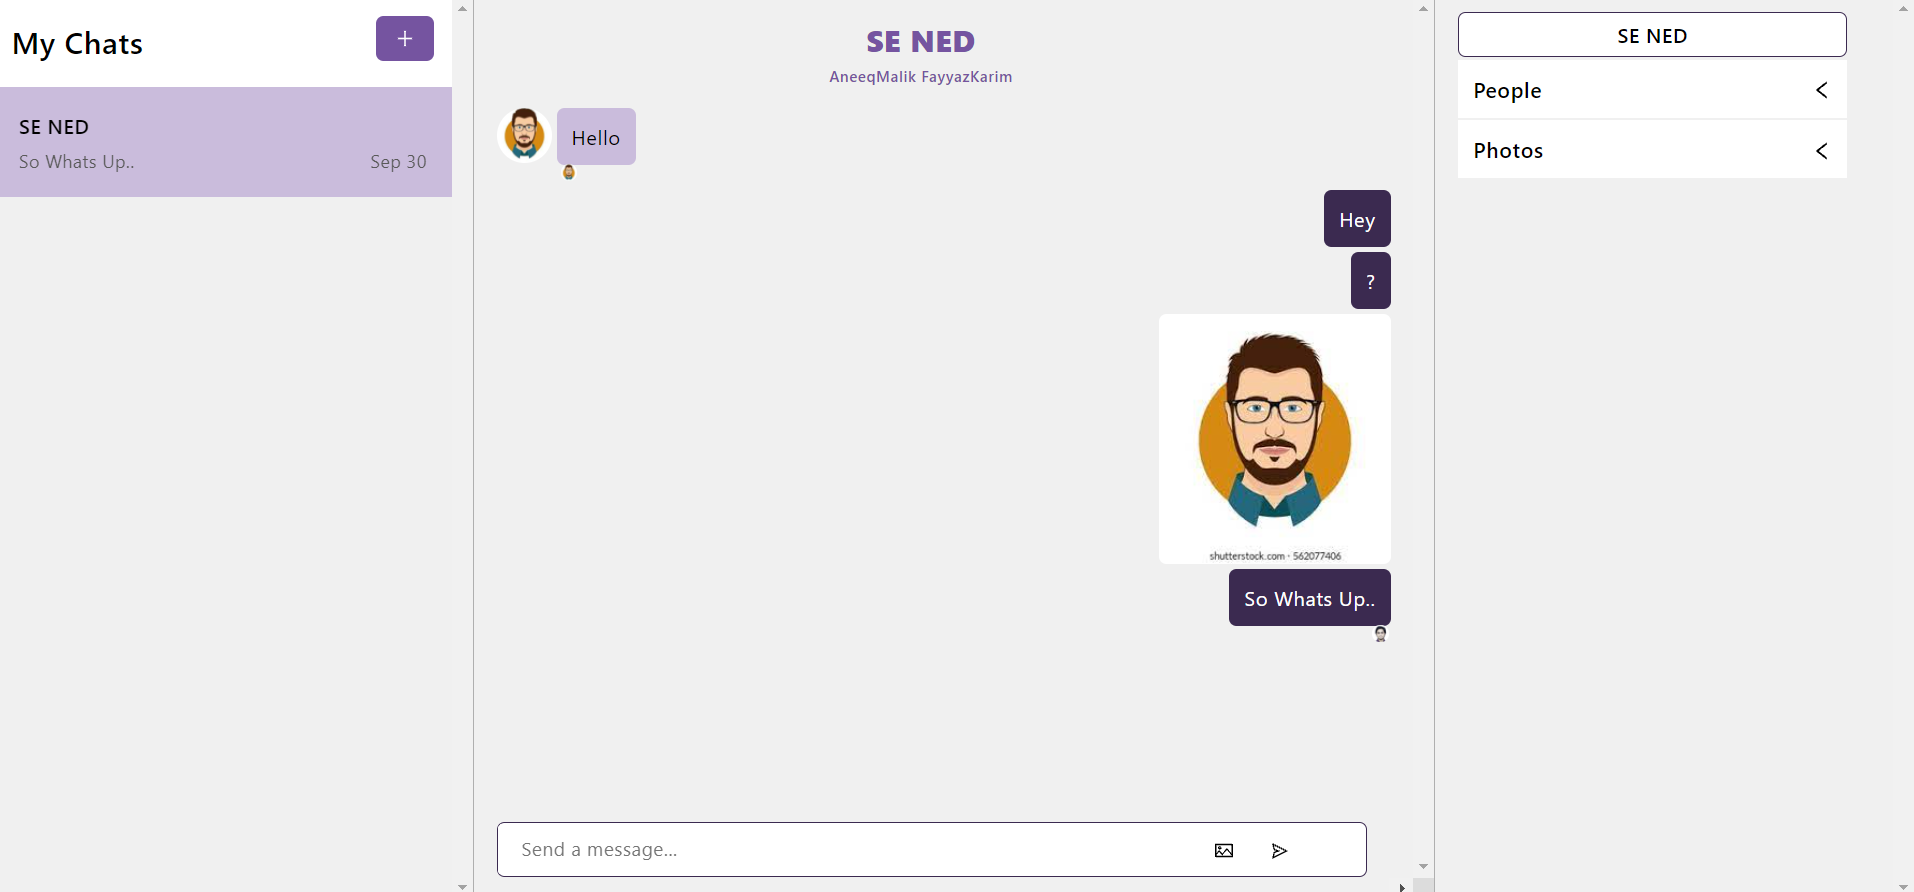 My Chats
+
SE NED
So Whats Up..
Sep 30
SE NED
AneeqMalik FayyazKarim
Hello
Hey
?
shutterstock.com · 562077406
So Whats Up..
Send a message...
SE NED
People
Photos